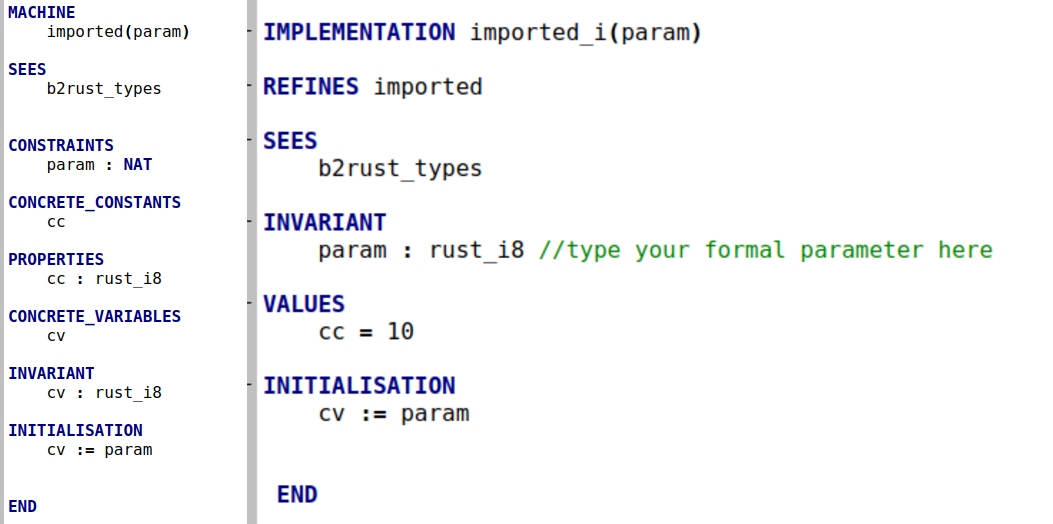 MACHINE
imported(param)
SEES
b2rust_types
CONSTRAINTS
param : NAT
CONCRETE_CONSTANTS
cc
PROPERTIES
cc : rust_i8
CONCRETE_VARIABLES
cv
INVARIANT
cv : rust_i8
INITIALISATION
cv := param
END
IMPLEMENTATION imported_i(param)
REFINES imported
SEES
b2rust_types
INVARIANT
param : rust_i8 //type your formal parameter here
VALUES
cc = 10
INITIALISATION
cv := param
END